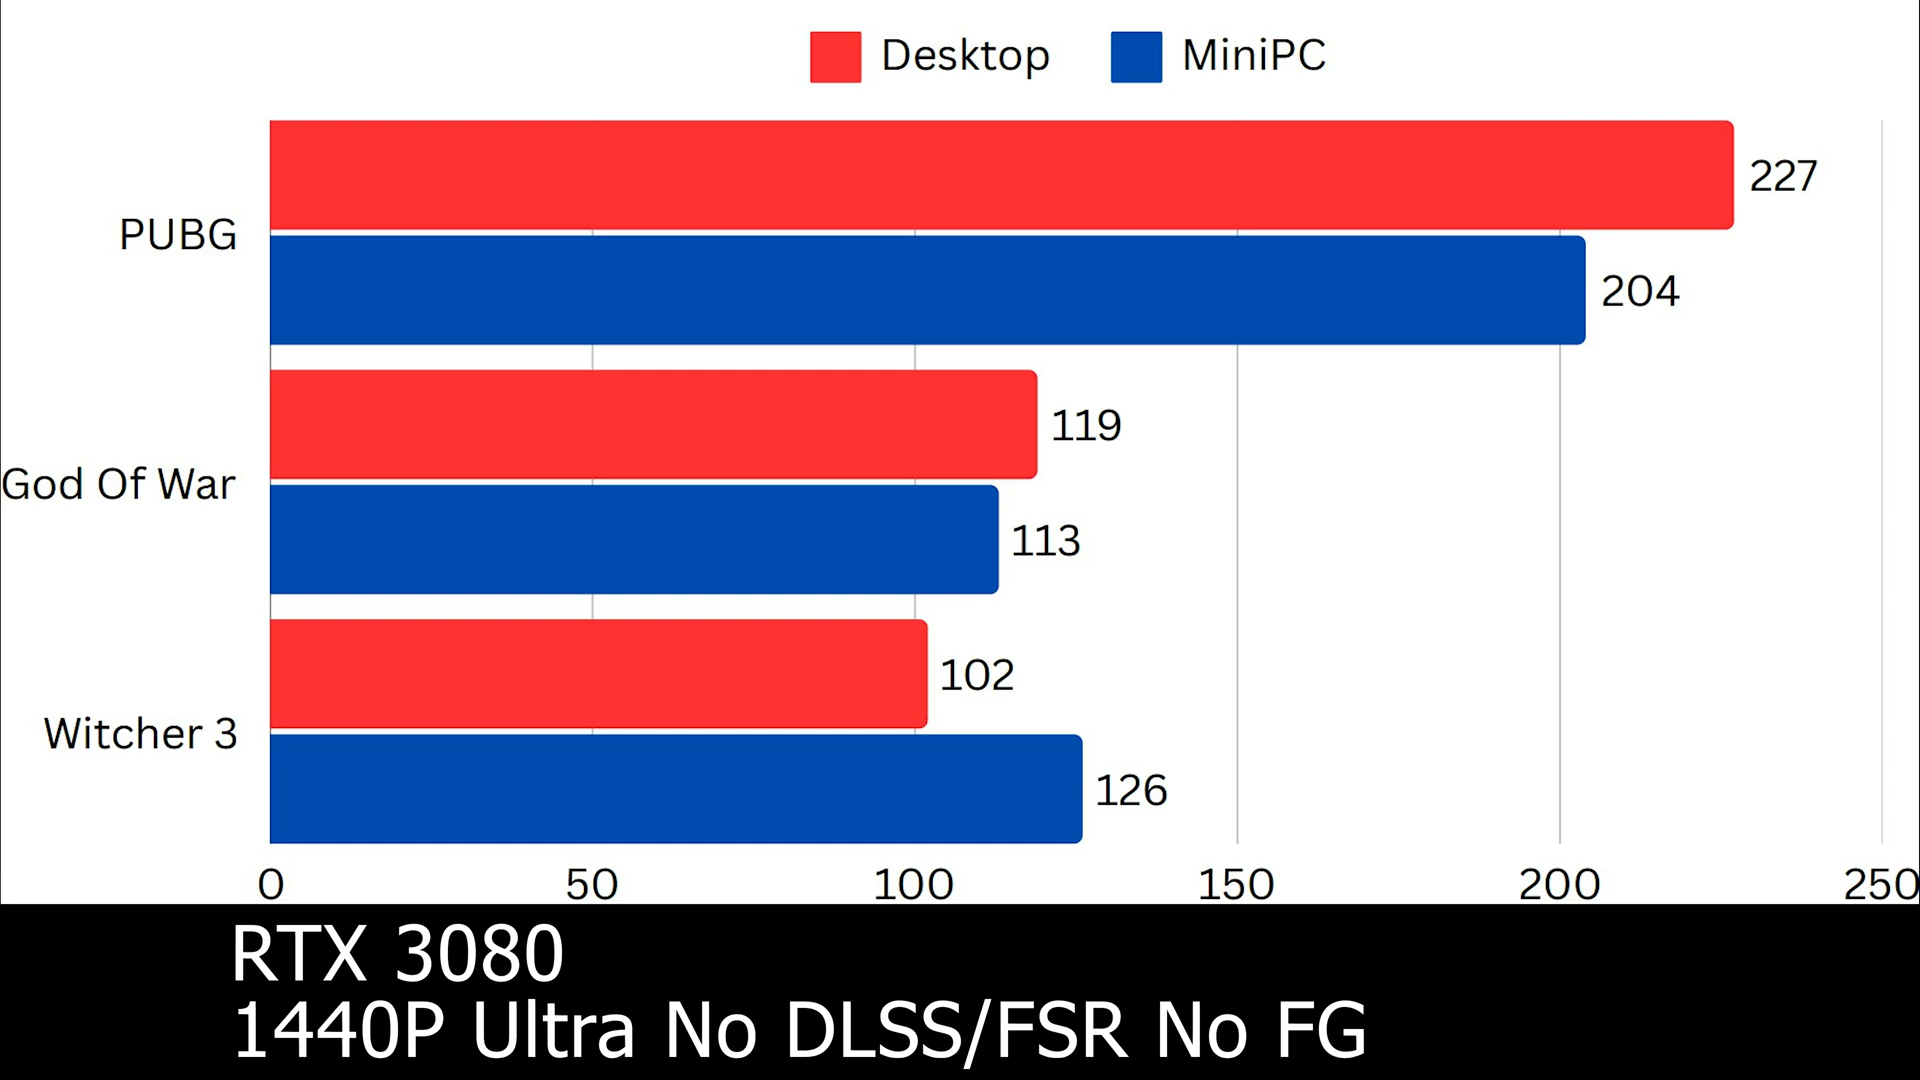 Desktop MiniPC
227
PUBG
204
119
God Of War
113
102
Witcher 3
126
0 50 100 150 200 250
RTX 3080
1440P Ultra No DLSS/FSR No FG